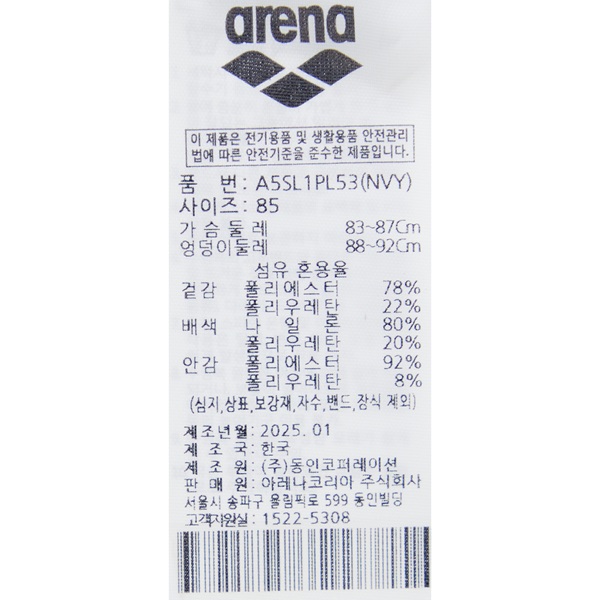 arena
이 제품은 전기용품 및 생활용품 안전관리
법에 따른 안전기준을 준수한 제품입니다.
품 번: A5SL1PL53(NVY)
사이즈: 85
가슴둘레 83~87Cm
엉덩이둘레 88~92Cm
섬유 혼용율
겉감 폴리에스터 78%
폴리우레탄 22%
배색 나일론 80%
폴리우레탄 20%
안감 폴리에스터 92%
폴리우레탄 8%
(심지,상표,보강재,자수,밴드,장식 제외)
제조년월: 2025. 01
제 조 국: 한국
제 조 원: (주)동인코퍼레이션
판 매 원: 아레나코리아 주식회사
서울시 송파구 올림픽로 599 동인빌딩
고객지원실: 1522-5308